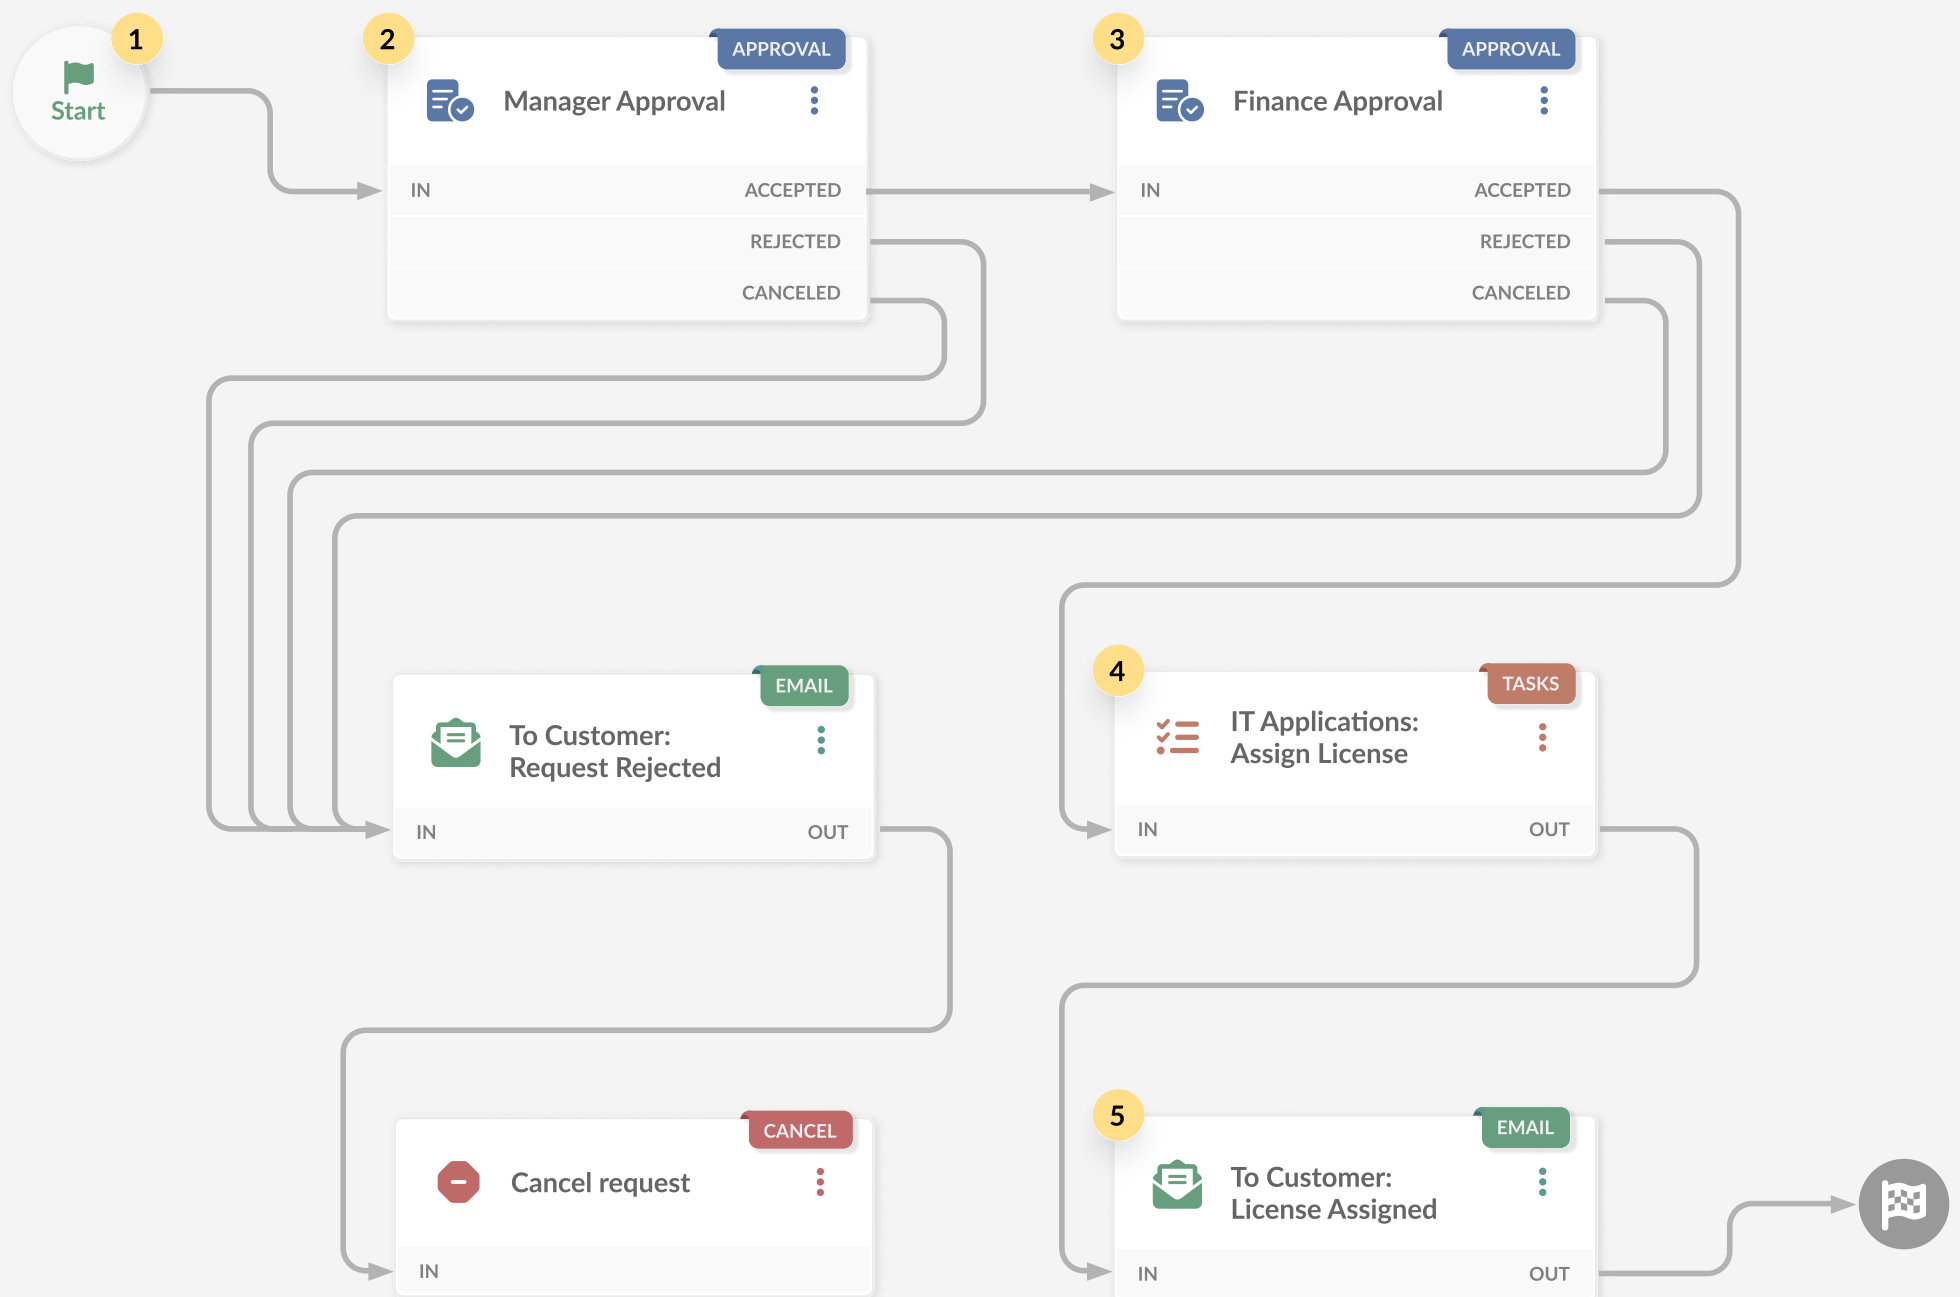 1
Start
2
APPROVAL
Manager Approval
IN
ACCEPTED
REJECTED
CANCELED
3
APPROVAL
Finance Approval
IN
ACCEPTED
REJECTED
CANCELED
EMAIL
To Customer:
Request Rejected
IN
OUT
4
TASKS
IT Applications:
Assign License
IN
OUT
CANCEL
Cancel request
IN
5
EMAIL
To Customer:
License Assigned
IN
OUT